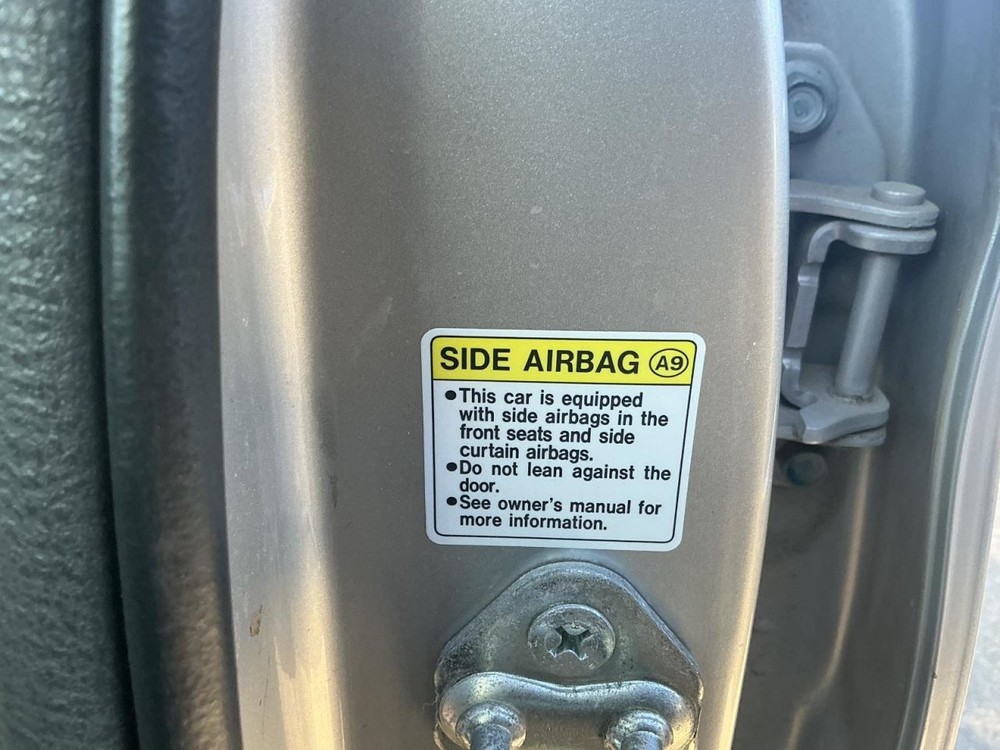 SIDE AIRBAG A9
●This car is equipped
with side airbags in the
front seats and side
curtain airbags.
●Do not lean against the
door.
●See owner's manual for
more information.